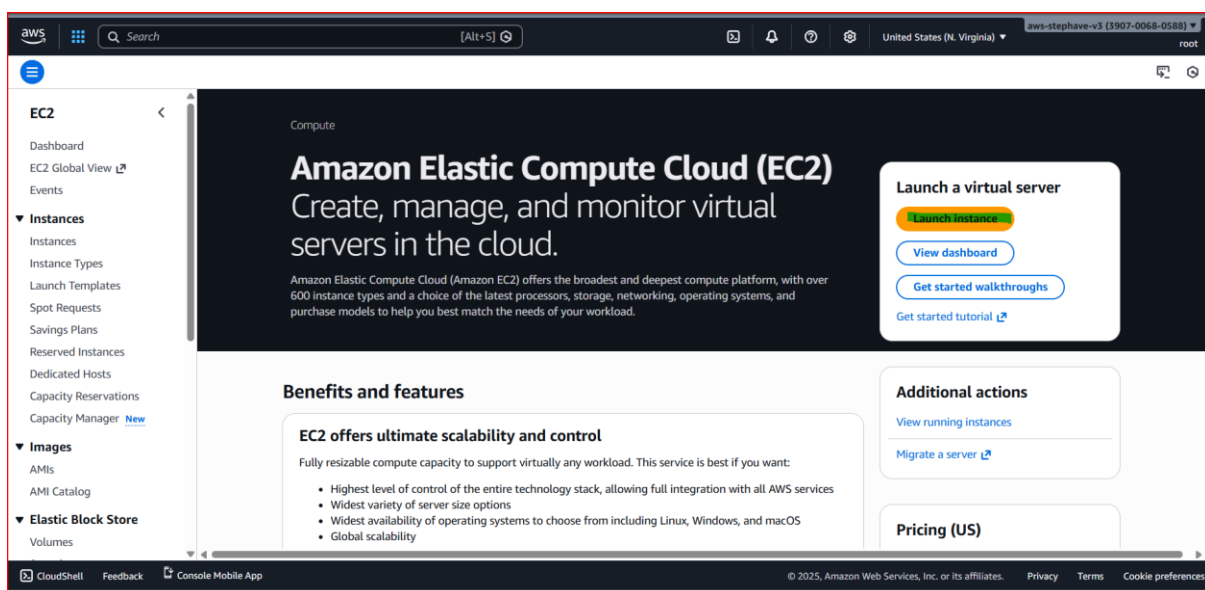 aws
Search
[Alt+S]
United States (N. Virginia) ▼
aws-stephave-v3 (3907-0068-0588) ▼
root
EC2
Dashboard
EC2 Global View
Events
▼ Instances
Instances
Instance Types
Launch Templates
Spot Requests
Savings Plans
Reserved Instances
Dedicated Hosts
Capacity Reservations
Capacity Manager New
▼ Images
AMIs
AMI Catalog
▼ Elastic Block Store
Volumes
Compute
Amazon Elastic Compute Cloud (EC2)
Create, manage, and monitor virtual
servers in the cloud.
Amazon Elastic Compute Cloud (Amazon EC2) offers the broadest and deepest compute platform, with over
600 instance types and a choice of the latest processors, storage, networking, operating systems, and
purchase models to help you best match the needs of your workload.
Launch a virtual server
Launch instance
View dashboard
Get started walkthroughs
Get started tutorial
Benefits and features
EC2 offers ultimate scalability and control
Fully resizable compute capacity to support virtually any workload. This service is best if you want:
• Highest level of control of the entire technology stack, allowing full integration with all AWS services
• Widest variety of server size options
• Widest availability of operating systems to choose from including Linux, Windows, and macOS
• Global scalability
Additional actions
View running instances
Migrate a server
Pricing (US)
CloudShell
Feedback
Console Mobile App
© 2025, Amazon Web Services, Inc. or its affiliates.
Privacy
Terms
Cookie preferences